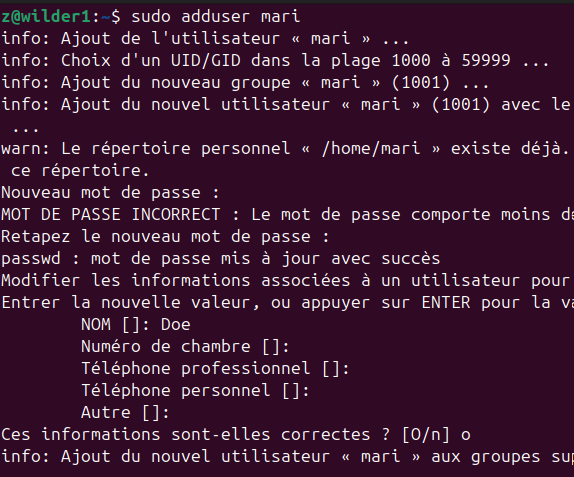 z@wilder1:~$ sudo adduser mari
info: Ajout de l'utilisateur « mari » ...
info: Choix d'un UID/GID dans la plage 1000 à 59999 ...
info: Ajout du nouveau groupe « mari » (1001) ...
info: Ajout du nouvel utilisateur « mari » (1001) avec le
...
warn: Le répertoire personnel « /home/mari » existe déjà.
ce répertoire.
Nouveau mot de passe :
MOT DE PASSE INCORRECT : Le mot de passe comporte moins de
Retapez le nouveau mot de passe :
passwd : mot de passe mis à jour avec succès
Modifier les informations associées à un utilisateur pour
Entrer la nouvelle valeur, ou appuyer sur ENTER pour la va
NOM []: Doe
Numéro de chambre []:
Téléphone professionnel []:
Téléphone personnel []:
Autre []:
Ces informations sont-elles correctes ? [O/n] o
info: Ajout du nouvel utilisateur « mari » aux groupes sup